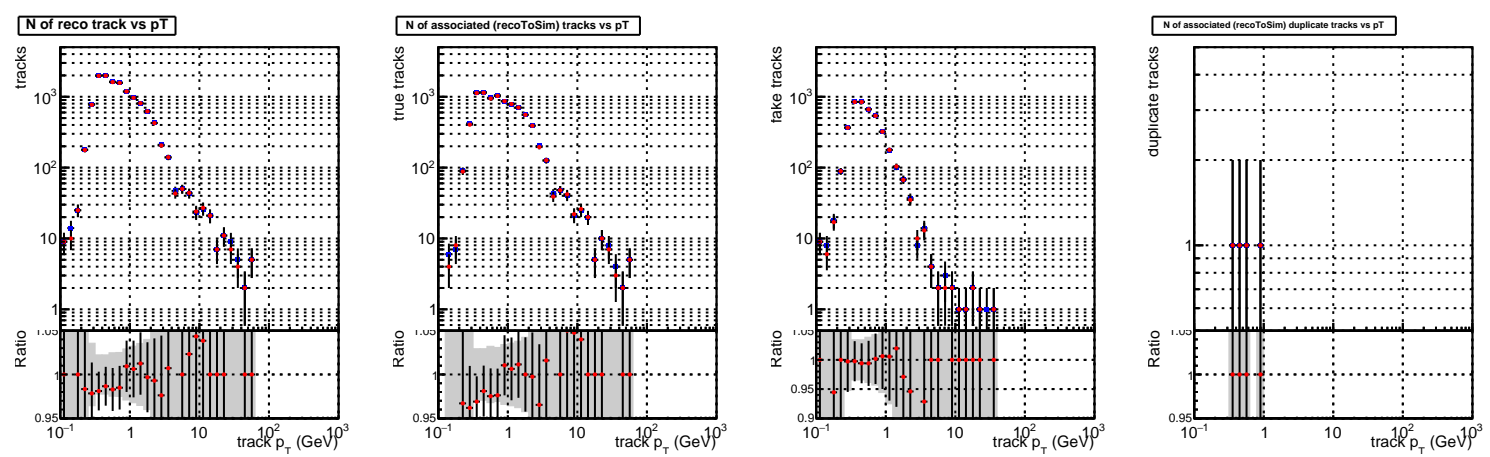 N of reco track vs pT
tracks
10³
10²
10
1
Ratio
1.05
1
0.95
10⁻¹ 1 10 10² 10³
track p_T (GeV)
N of associated (recoToSim) tracks vs pT
true tracks
10³
10²
10
1
Ratio
1.05
1
0.95
10⁻¹ 1 10 10² 10³
track p_T (GeV)
fake tracks
10³
10²
10
1
Ratio
1.05
1
0.95
0.9
10⁻¹ 1 10 10² 10³
track p_T (GeV)
N of associated (recoToSim) duplicate tracks vs pT
duplicate tracks
1
Ratio
1.05
1
0.95
10⁻¹ 1 10 10² 10³
track p_T (GeV)